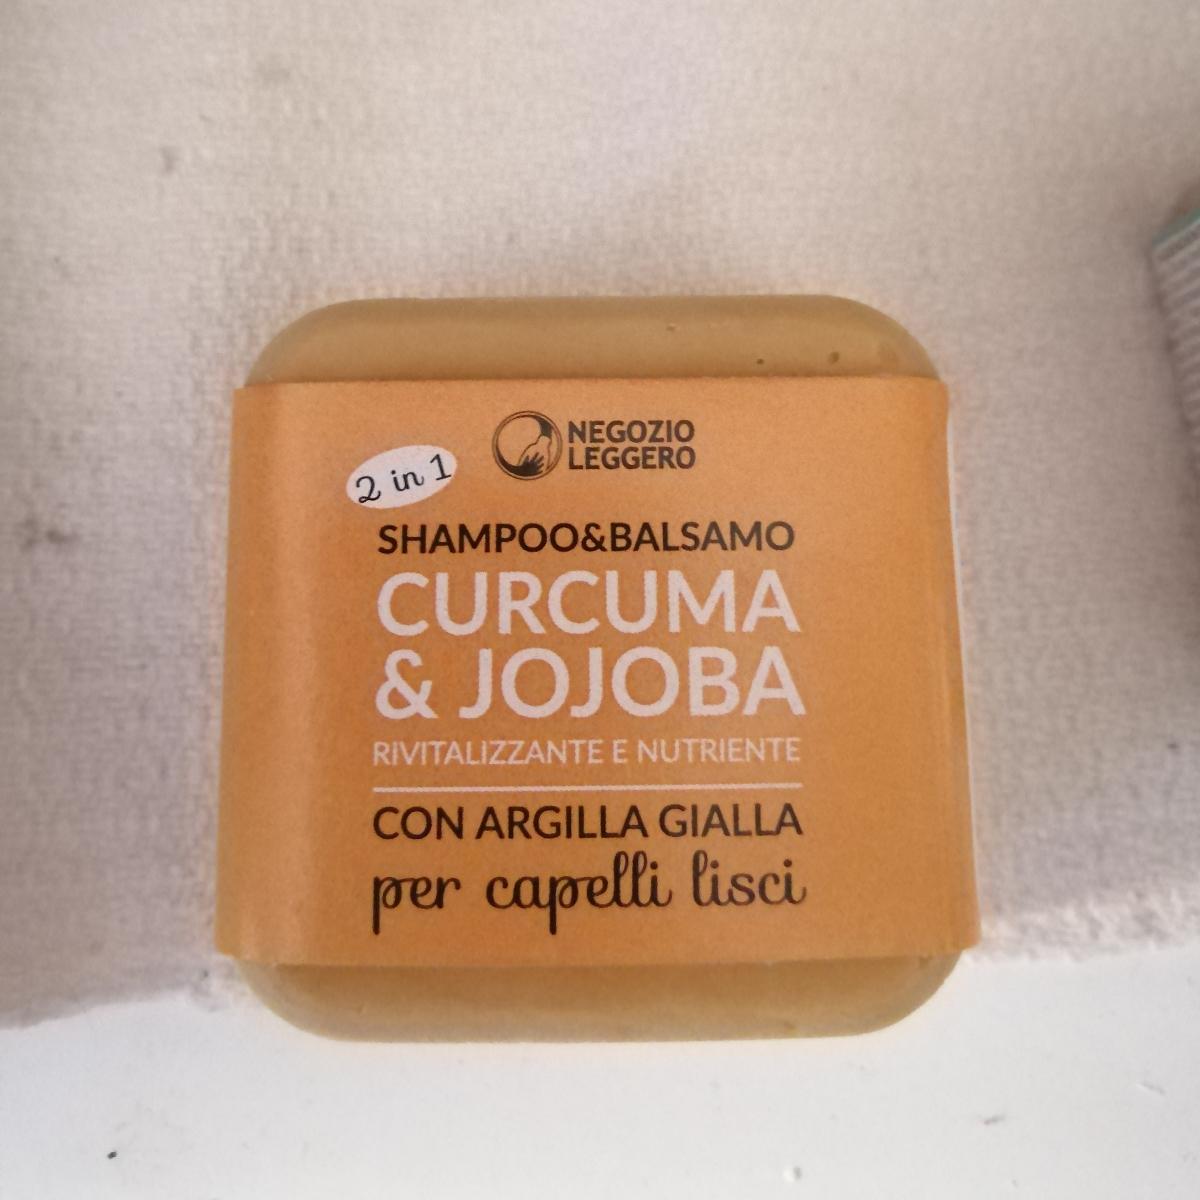 NEGOZIO
LEGGERO
2 in 1
SHAMPOO&BALSAMO
CURCUMA
& JOJOBA
RIVITALIZZANTE E NUTRIENTE
CON ARGILLA GIALLA
per capelli lisci